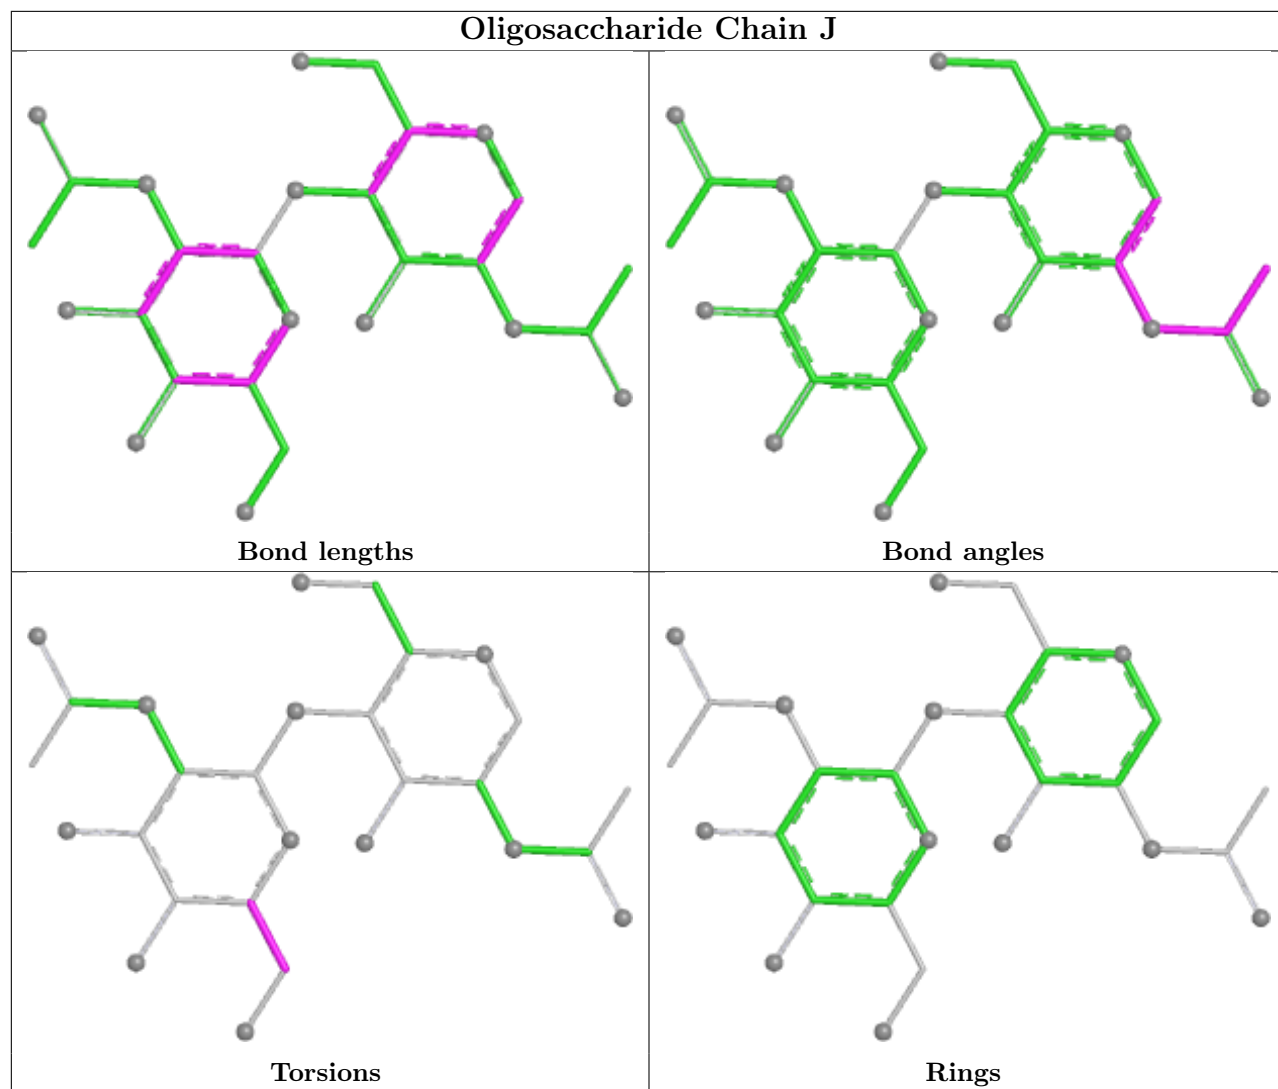 Oligosaccharide Chain J
Bond lengths
Bond angles
Torsions
Rings